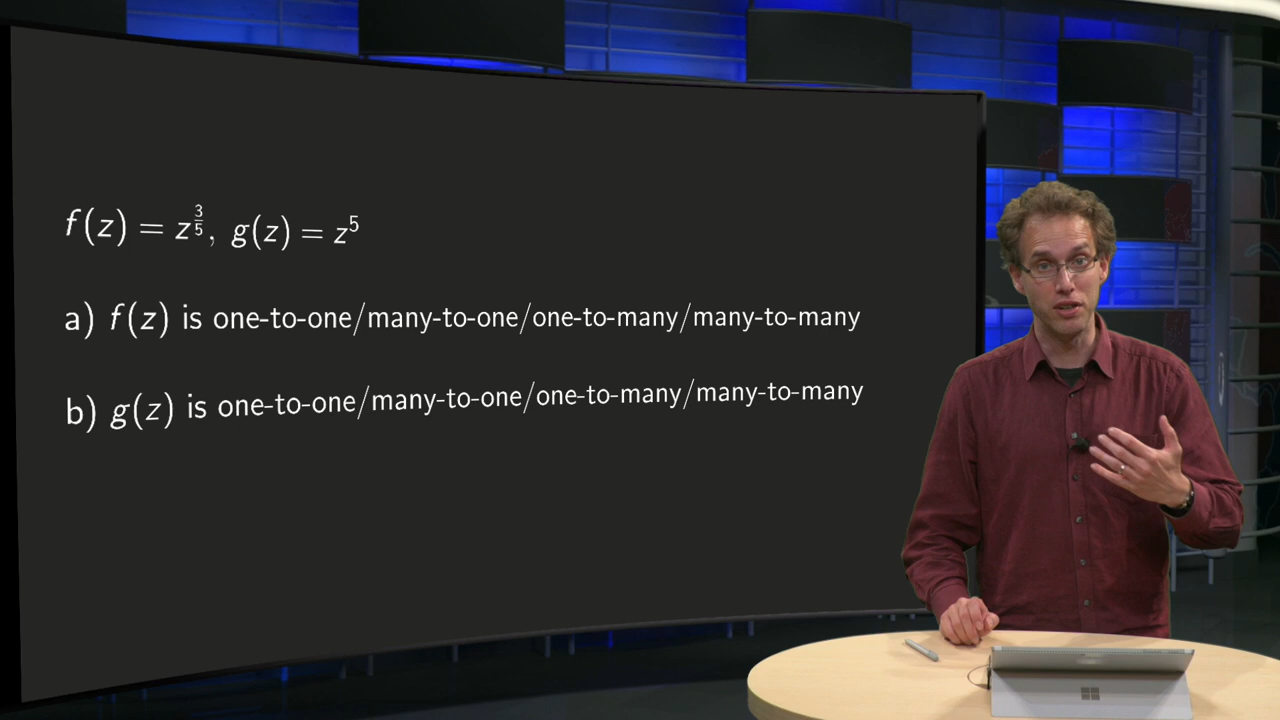 f(z) = z^{3/5}, g(z) = z^5
a) f(z) is one-to-one/many-to-one/one-to-many/many-to-many
b) g(z) is one-to-one/many-to-one/one-to-many/many-to-many